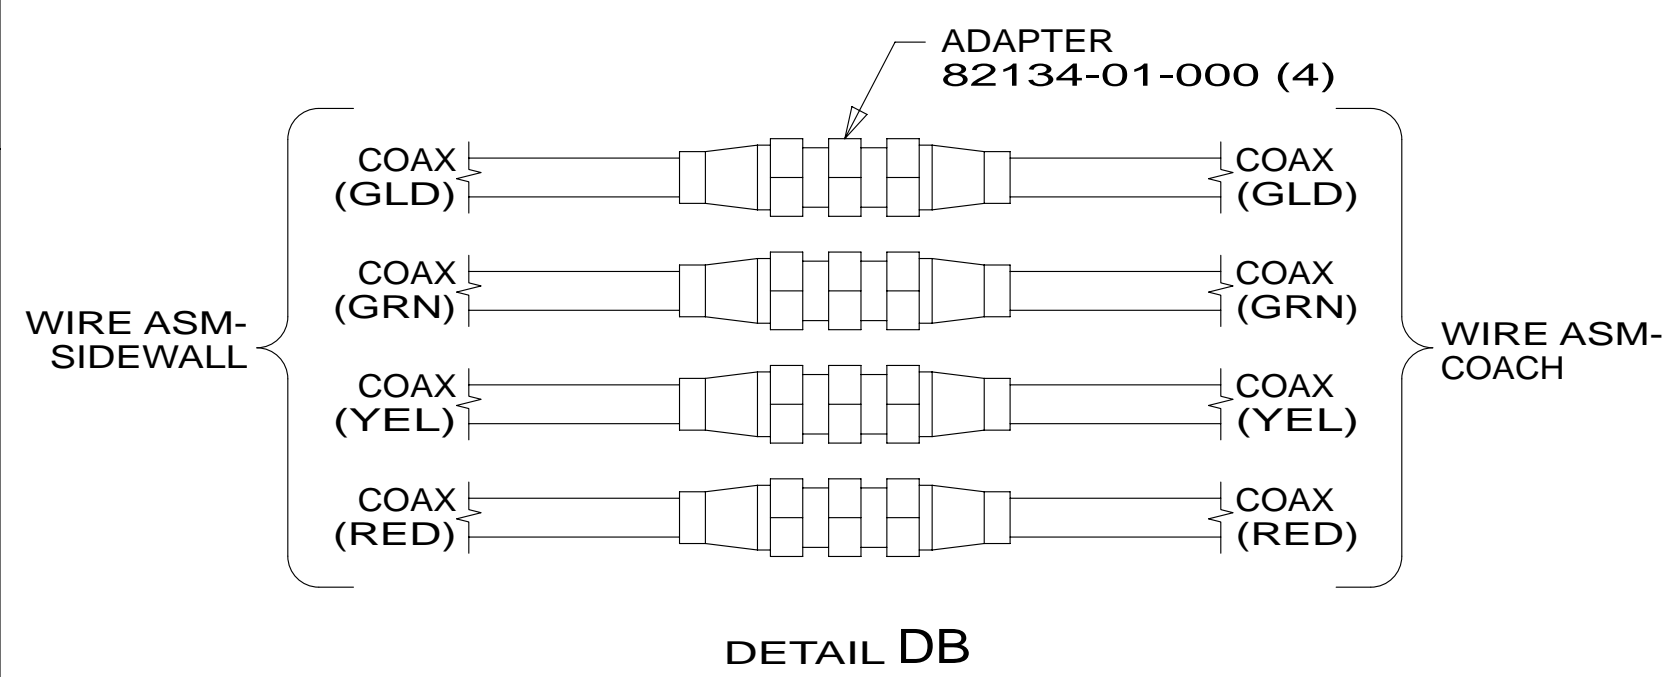 ADAPTER
82134-01-000 (4)
COAX
(GLD)
COAX
(GLD)
COAX
(GRN)
COAX
(GRN)
WIRE ASM-
SIDEWALL
WIRE ASM-
COACH
COAX
(YEL)
COAX
(YEL)
COAX
(RED)
COAX
(RED)
DETAIL DB